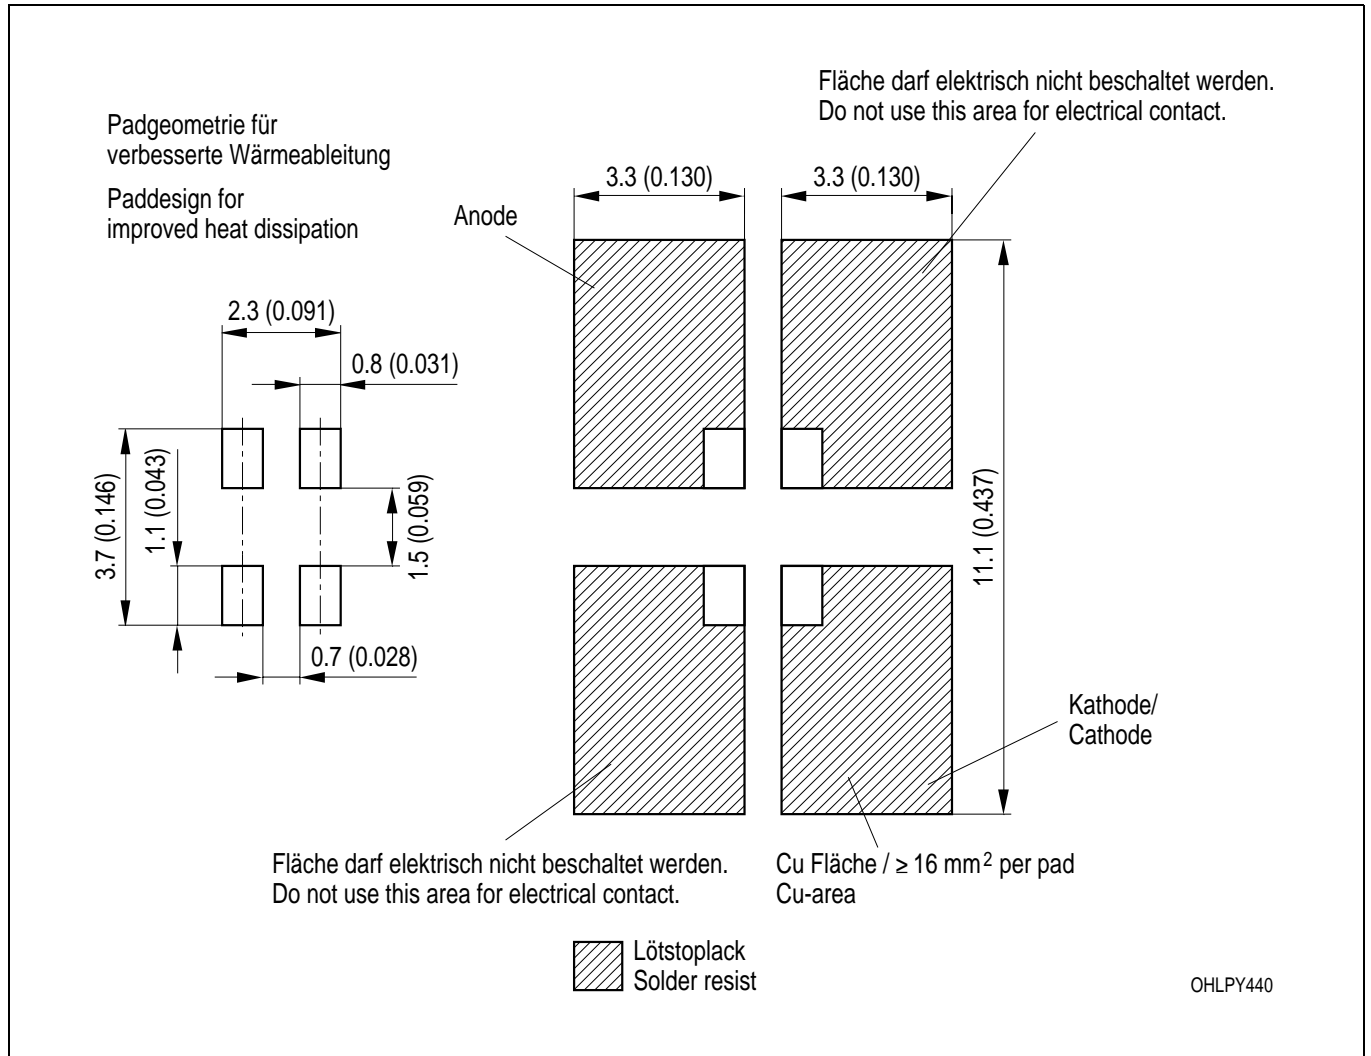 Padgeometrie für
verbesserte Wärmeableitung
Paddesign for
improved heat dissipation
Fläche darf elektrisch nicht beschaltet werden.
Do not use this area for electrical contact.
3.3 (0.130)
3.3 (0.130)
Anode
2.3 (0.091)
0.8 (0.031)
3.7 (0.146)
1.1 (0.043)
1.5 (0.059)
0.7 (0.028)
11.1 (0.437)
Kathode/
Cathode
Fläche darf elektrisch nicht beschaltet werden.
Do not use this area for electrical contact.
Cu Fläche / ≥ 16 mm² per pad
Cu-area
Lötstoplack
Solder resist
OHLPY440